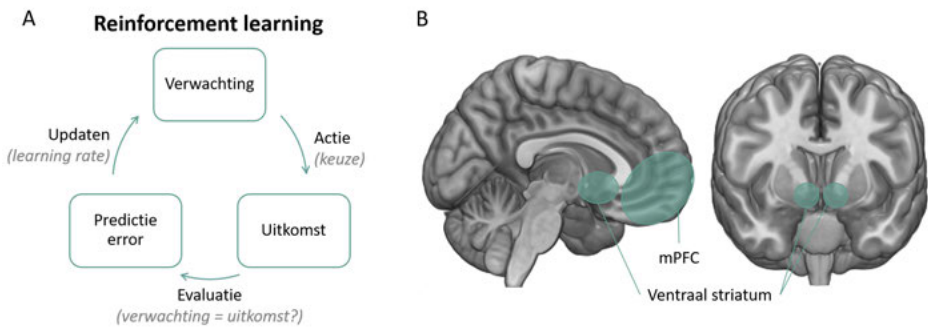 A
Reinforcement learning
Verwachting
Updaten
(learning rate)
Actie
(keuze)
Predictie
error
Uitkomst
Evaluatie
(verwachting = uitkomst?)
B
mPFC
Ventraal striatum